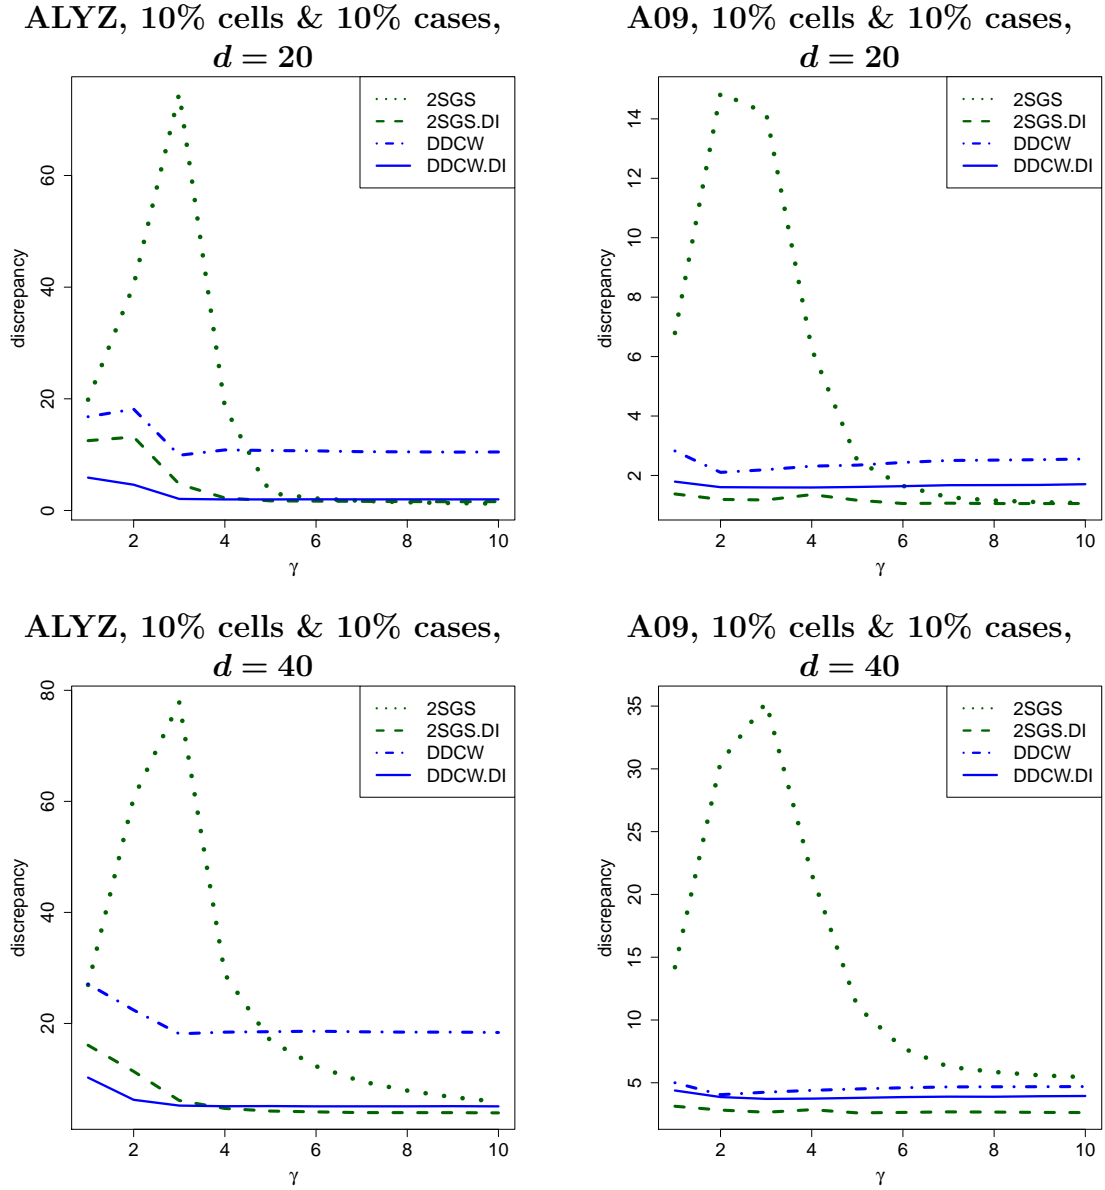 ALYZ, 10% cells & 10% cases,
d = 20
2SGS
2SGS.DI
DDCW
DDCW.DI
discrepancy
0
20
40
60
2
4
6
8
10
γ
A09, 10% cells & 10% cases,
d = 20
2SGS
2SGS.DI
DDCW
DDCW.DI
discrepancy
2
4
6
8
10
12
14
2
4
6
8
10
γ
ALYZ, 10% cells & 10% cases,
d = 40
2SGS
2SGS.DI
DDCW
DDCW.DI
discrepancy
20
40
60
80
2
4
6
8
10
γ
A09, 10% cells & 10% cases,
d = 40
2SGS
2SGS.DI
DDCW
DDCW.DI
discrepancy
5
10
15
20
25
30
35
2
4
6
8
10
γ